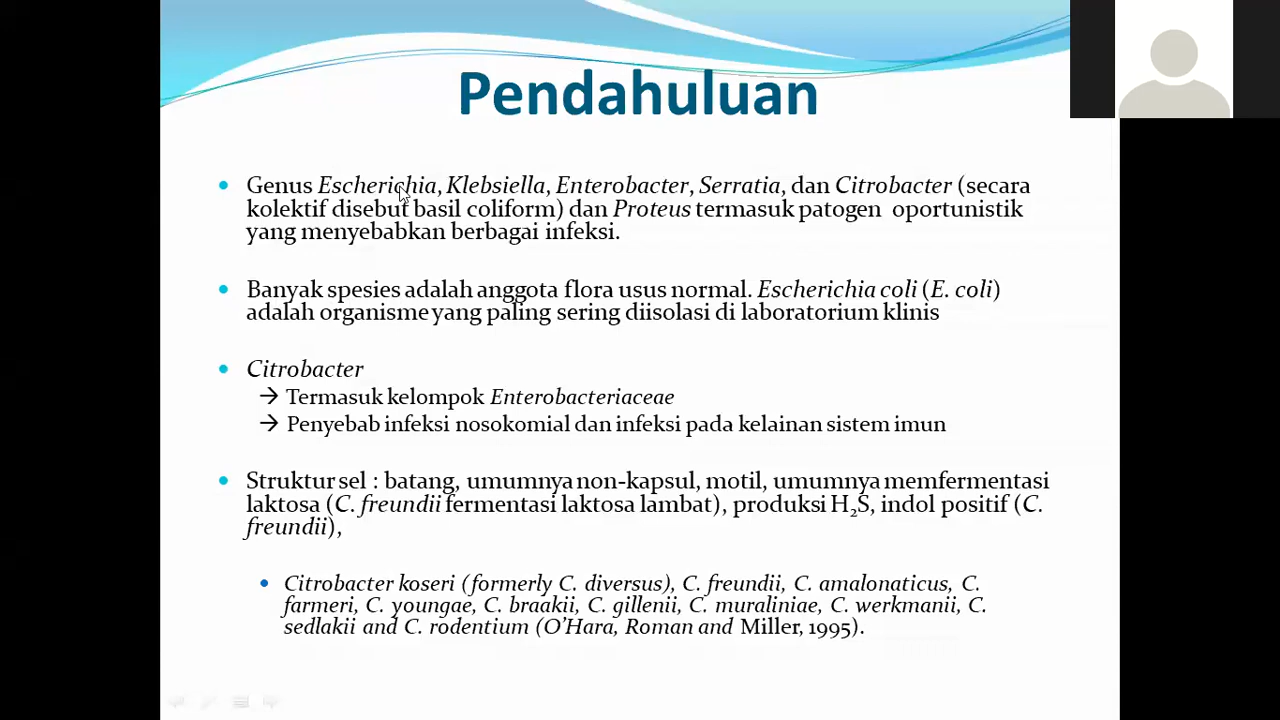 Pendahuluan
• Genus Escherichia, Klebsiella, Enterobacter, Serratia, dan Citrobacter (secara
kolektif disebut basil coliform) dan Proteus termasuk patogen oportunistik
yang menyebabkan berbagai infeksi.
• Banyak spesies adalah anggota flora usus normal. Escherichia coli (E. coli)
adalah organisme yang paling sering diisolasi di laboratorium klinis
• Citrobacter
→ Termasuk kelompok Enterobacteriaceae
→ Penyebab infeksi nosokomial dan infeksi pada kelainan sistem imun
• Struktur sel : batang, umumnya non-kapsul, motil, umumnya memfermentasi
laktosa (C. freundii fermentasi laktosa lambat), produksi H₂S, indol positif (C.
freundii),
• Citrobacter koseri (formerly C. diversus), C. freundii, C. amalonaticus, C.
farmeri, C. youngae, C. braakii, C. gillenii, C. muraliniae, C. werkmanii, C.
sedlakii and C. rodentium (O'Hara, Roman and Miller, 1995).